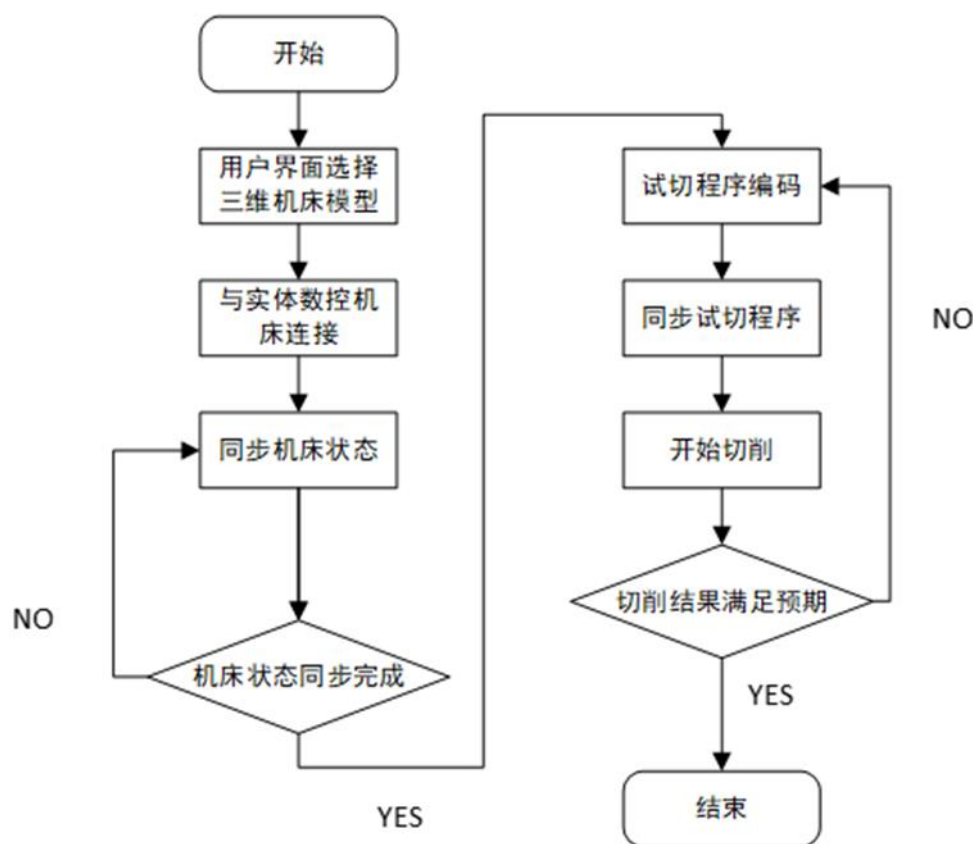 开始
用户界面选择
三维机床模型
与实体数控机
床连接
同步机床状态
NO
机床状态同步完成
YES
试切程序编码
同步试切程序
NO
开始切削
切削结果满足预期
YES
结束